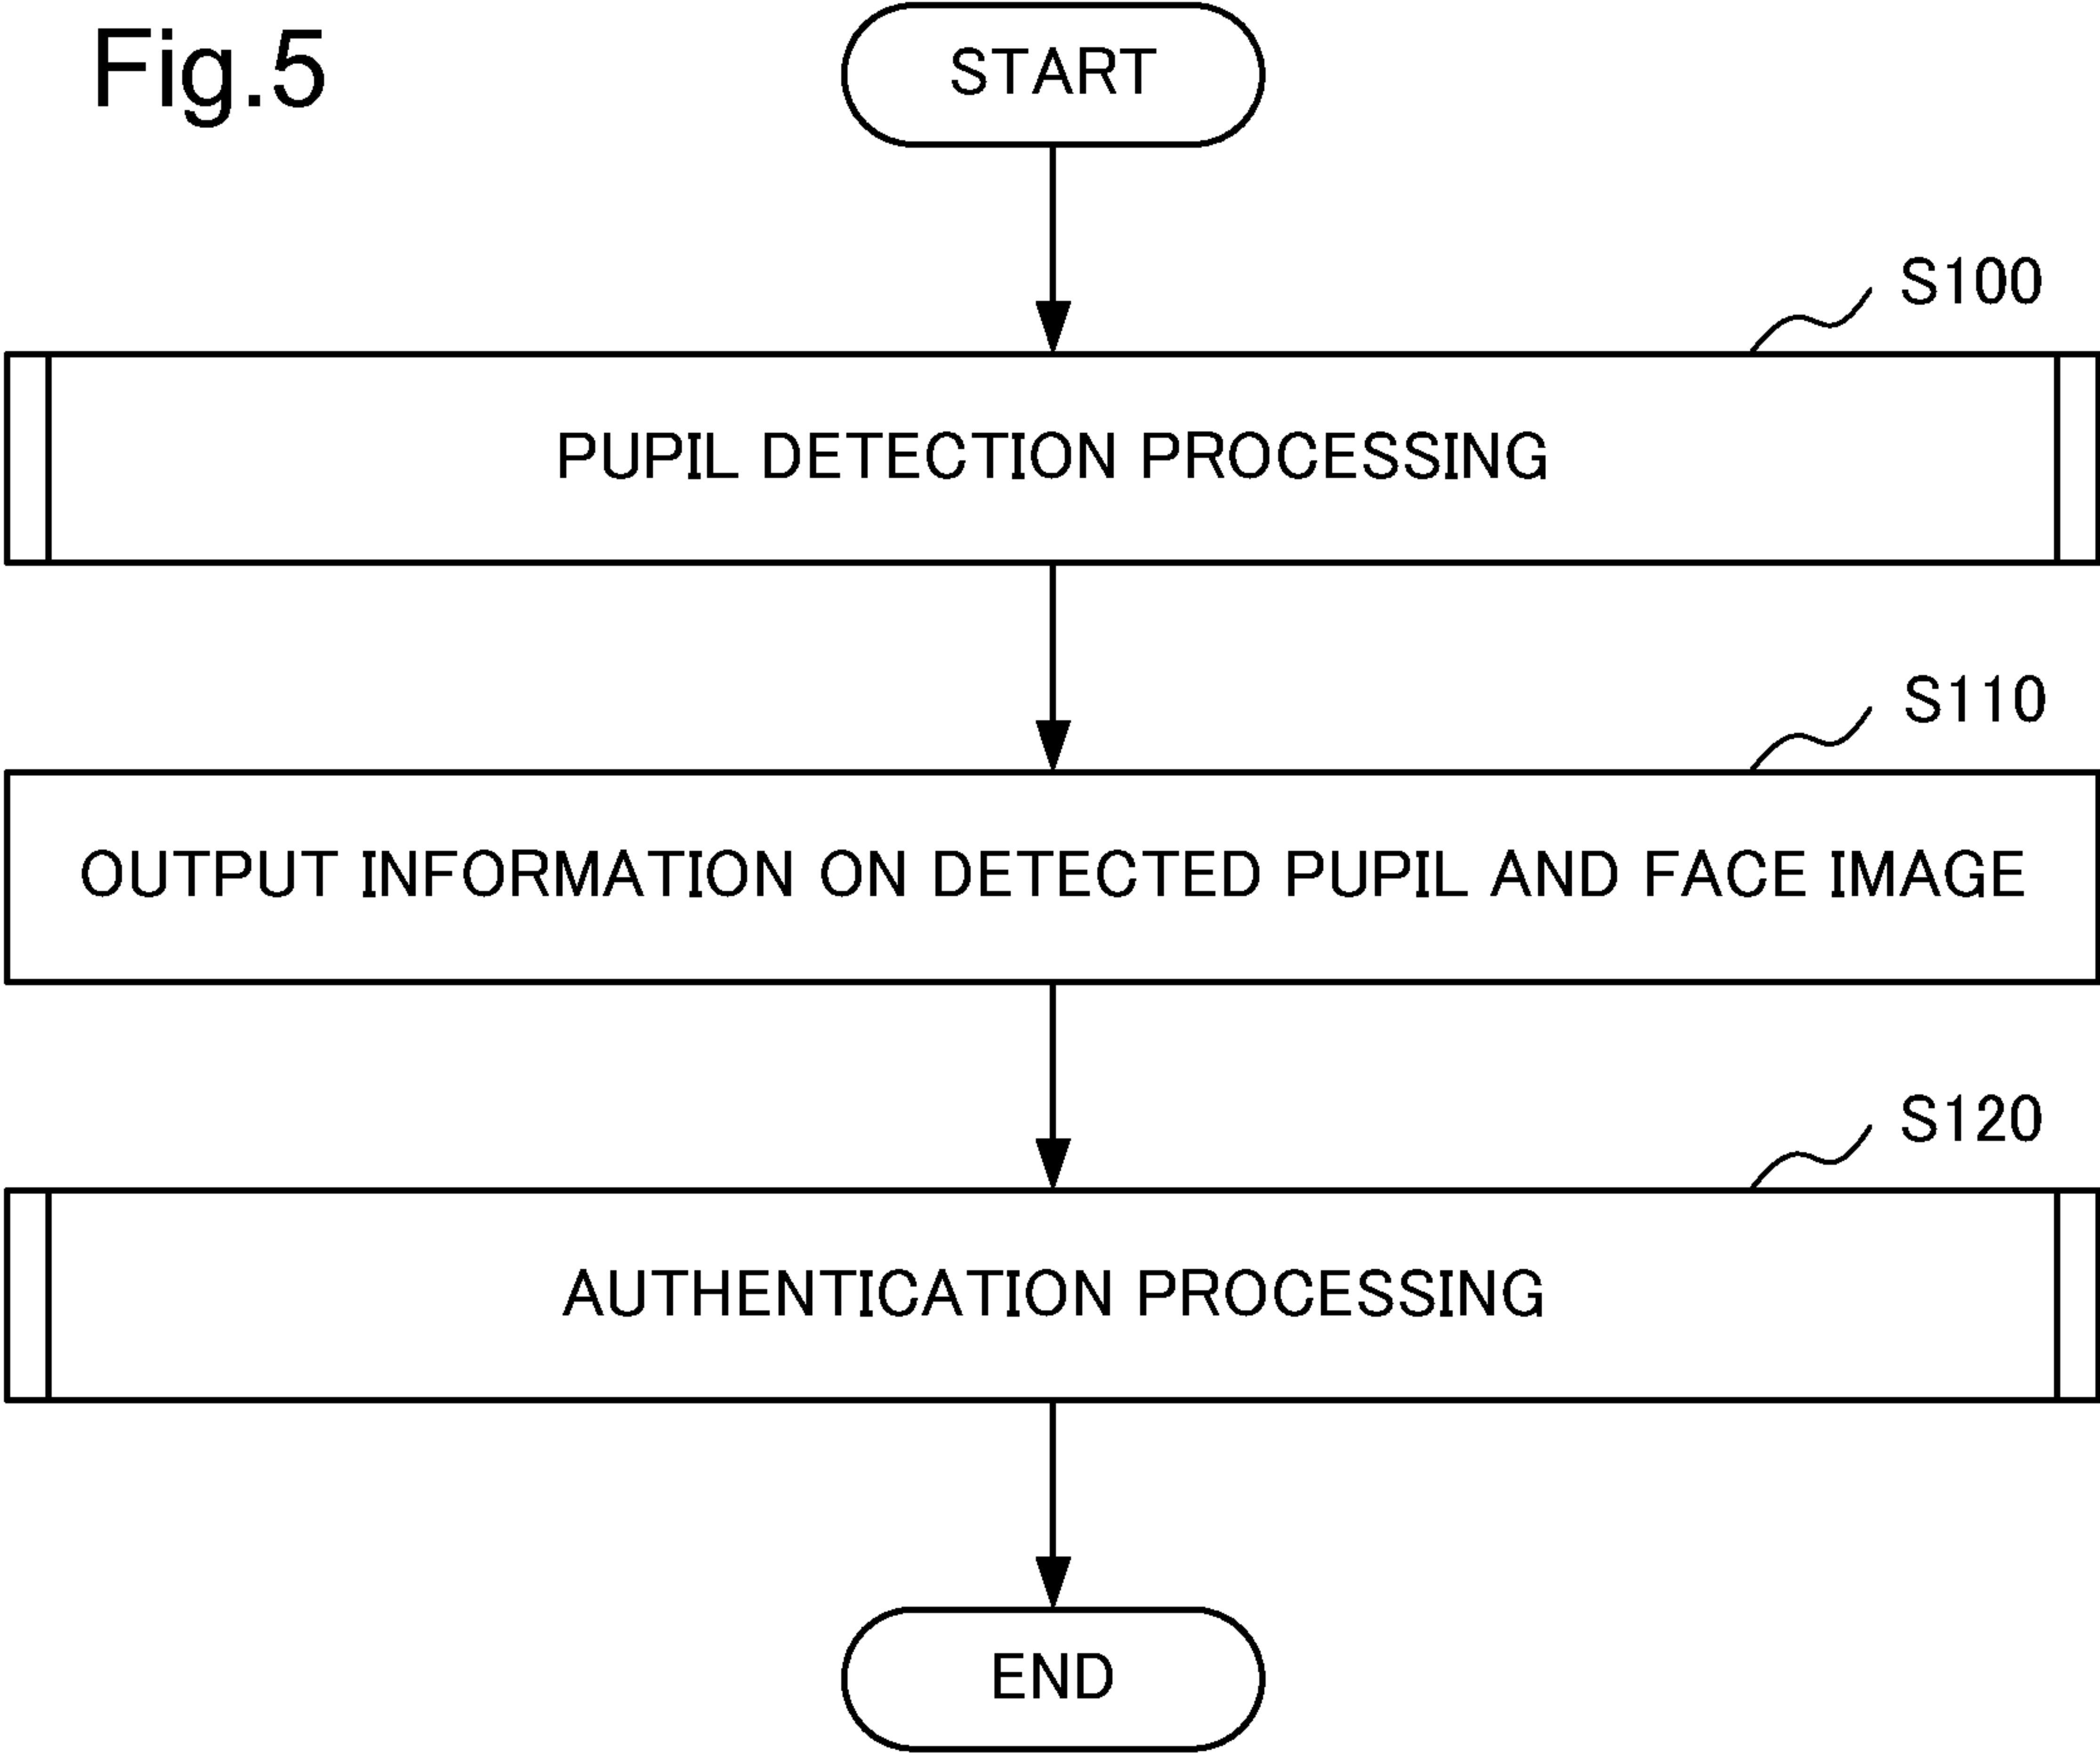 Fig.5
START
S100
PUPIL DETECTION PROCESSING
S110
OUTPUT INFORMATION ON DETECTED PUPIL AND FACE IMAGE
S120
AUTHENTICATION PROCESSING
END